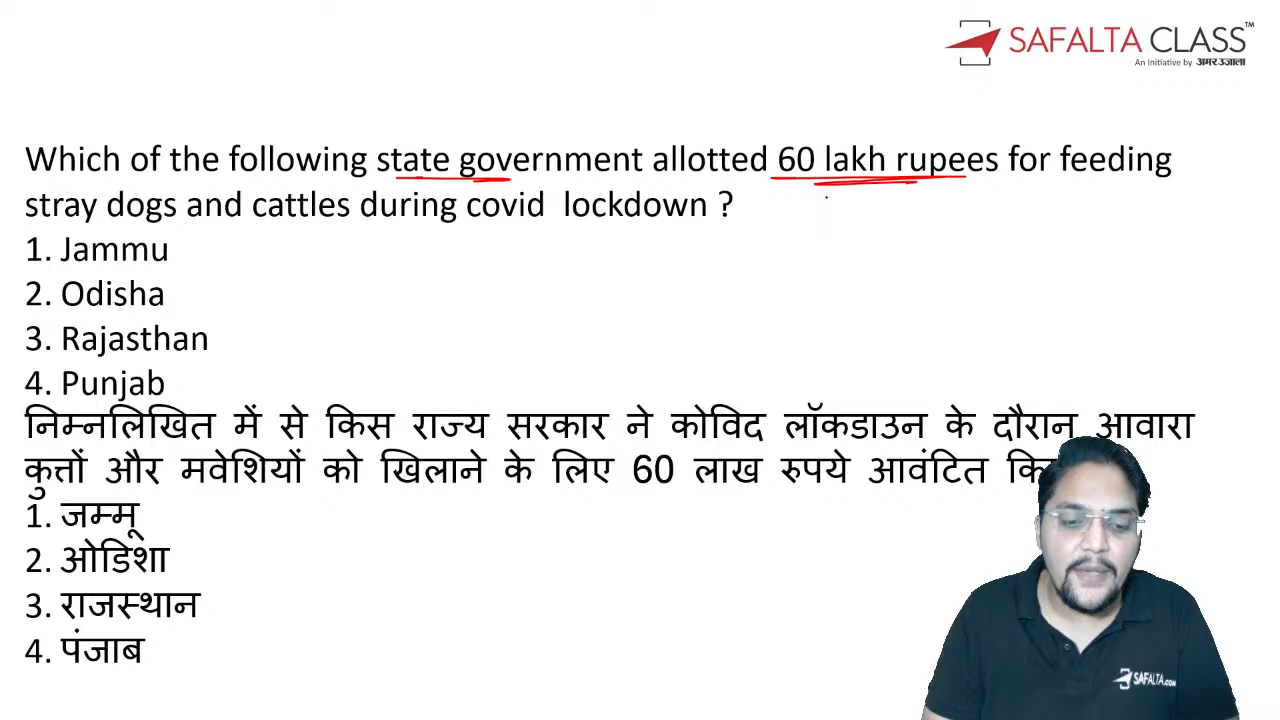 SAFALTA CLASS™
An Initiative by अमर उजाला
Which of the following state government allotted 60 lakh rupees for feeding
stray dogs and cattles during covid lockdown ?
1. Jammu
2. Odisha
3. Rajasthan
4. Punjab
निम्नलिखित में से किस राज्य सरकार ने कोविद लॉकडाउन के दौरान आवारा
कुत्तों और मवेशियों को खिलाने के लिए 60 लाख रुपये आवंटित
1. जम्मू
2. ओडिशा
3. राजस्थान
4. पंजाब
SAFALTA.COM